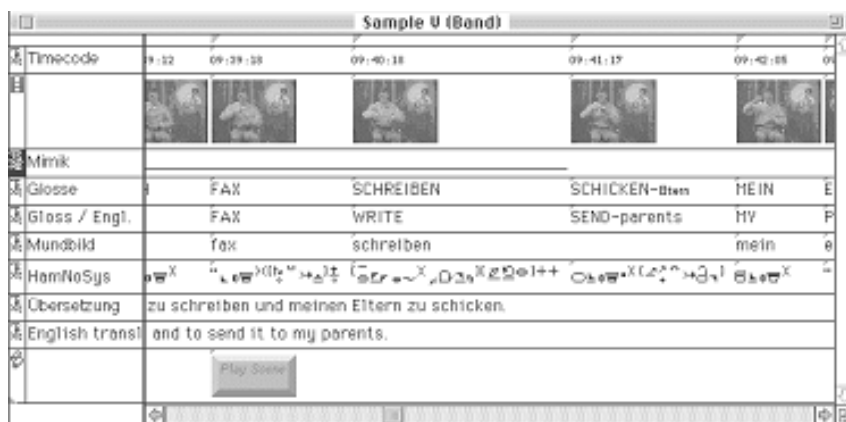 Sample V (Band)
Timecode 9:12 09:39:18 09:40:18 09:41:17 09:42:05
Mimik
Glosse FAX SCHREIBEN SCHICKEN-Eltern MEIN E
Gloss / Engl. FAX WRITE SEND-parents MY P
Mundbild fax schreiben mein e
HamNoSys
Übersetzung zu schreiben und meinen Eltern zu schicken.
English transl and to send it to my parents.
Play Scene